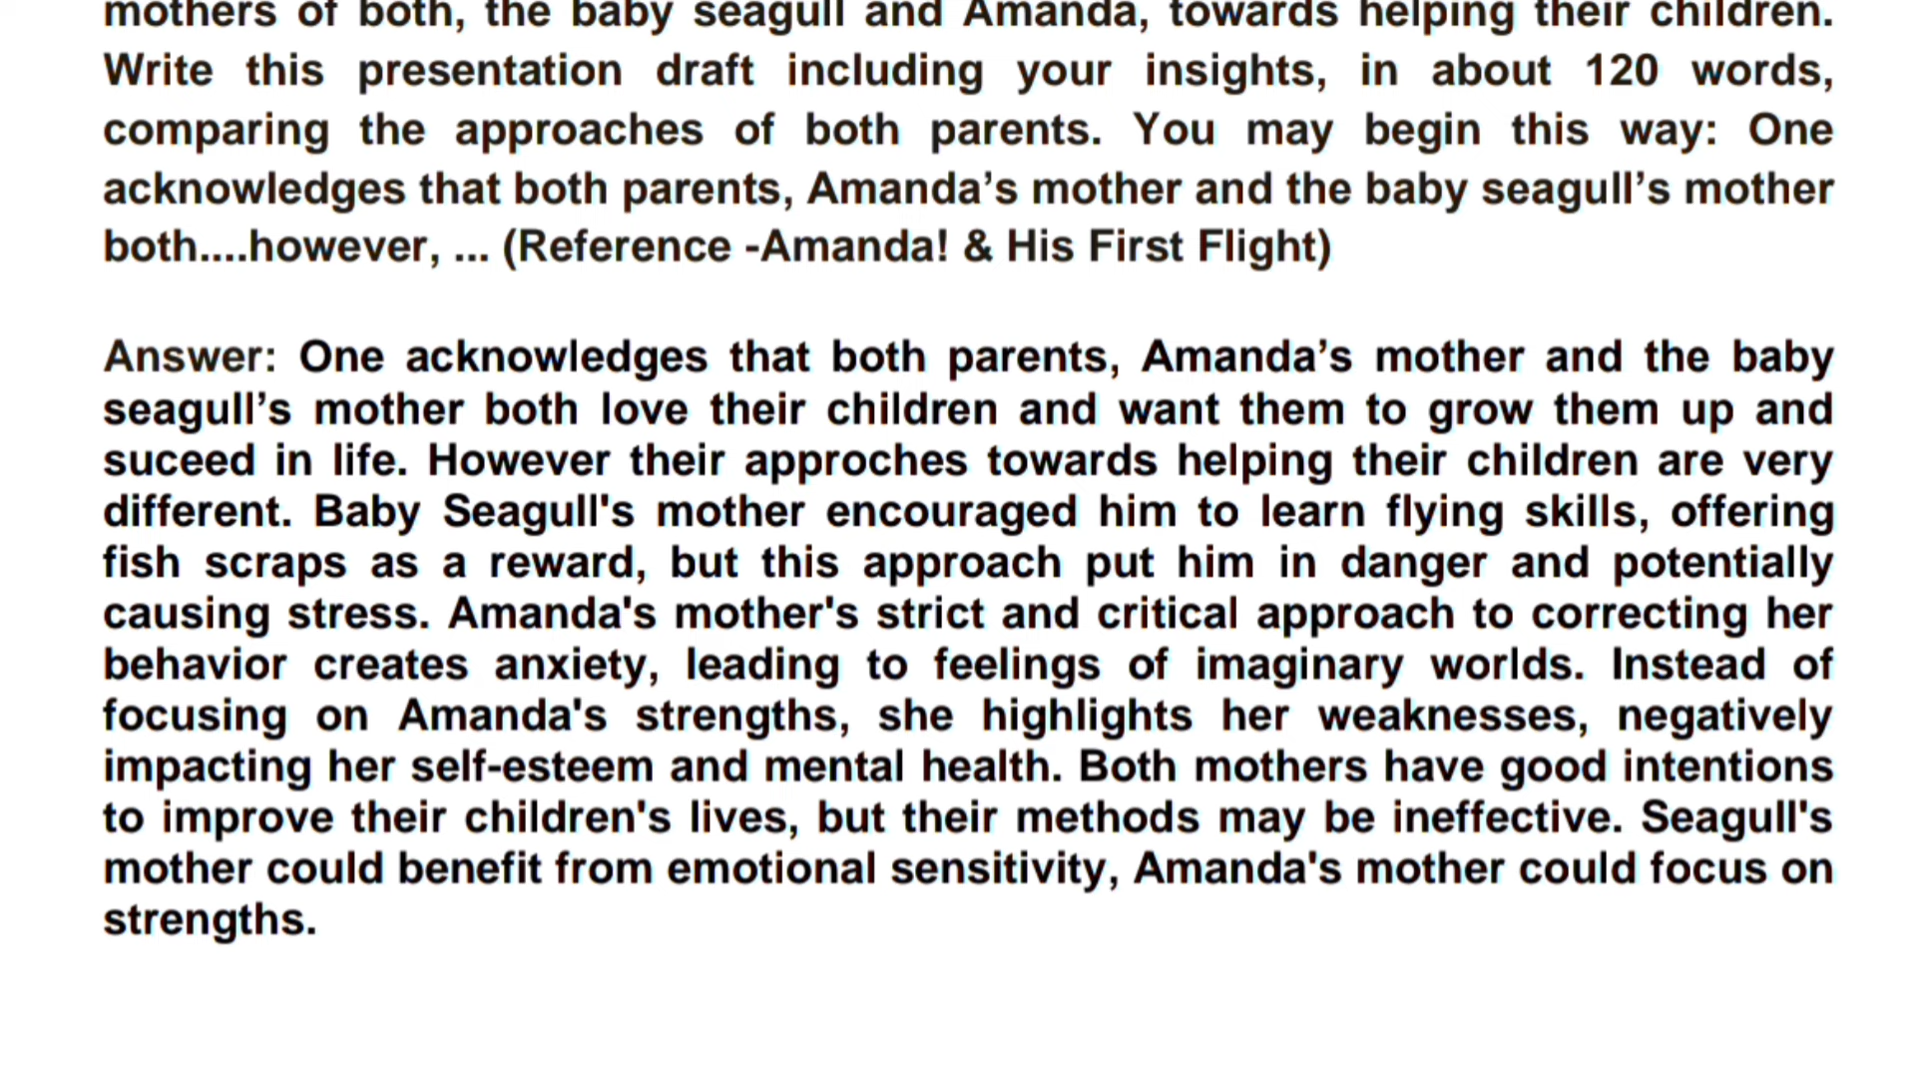 mothers of both, the baby seagull and Amanda, towards helping their children.
Write this presentation draft including your insights, in about 120 words,
comparing the approaches of both parents. You may begin this way: One
acknowledges that both parents, Amanda’s mother and the baby seagull’s mother
both....however, ... (Reference -Amanda! & His First Flight)
Answer: One acknowledges that both parents, Amanda’s mother and the baby
seagull’s mother both love their children and want them to grow them up and
suceed in life. However their approches towards helping their children are very
different. Baby Seagull's mother encouraged him to learn flying skills, offering
fish scraps as a reward, but this approach put him in danger and potentially
causing stress. Amanda's mother's strict and critical approach to correcting her
behavior creates anxiety, leading to feelings of imaginary worlds. Instead of
focusing on Amanda's strengths, she highlights her weaknesses, negatively
impacting her self-esteem and mental health. Both mothers have good intentions
to improve their children's lives, but their methods may be ineffective. Seagull's
mother could benefit from emotional sensitivity, Amanda's mother could focus on
strengths.